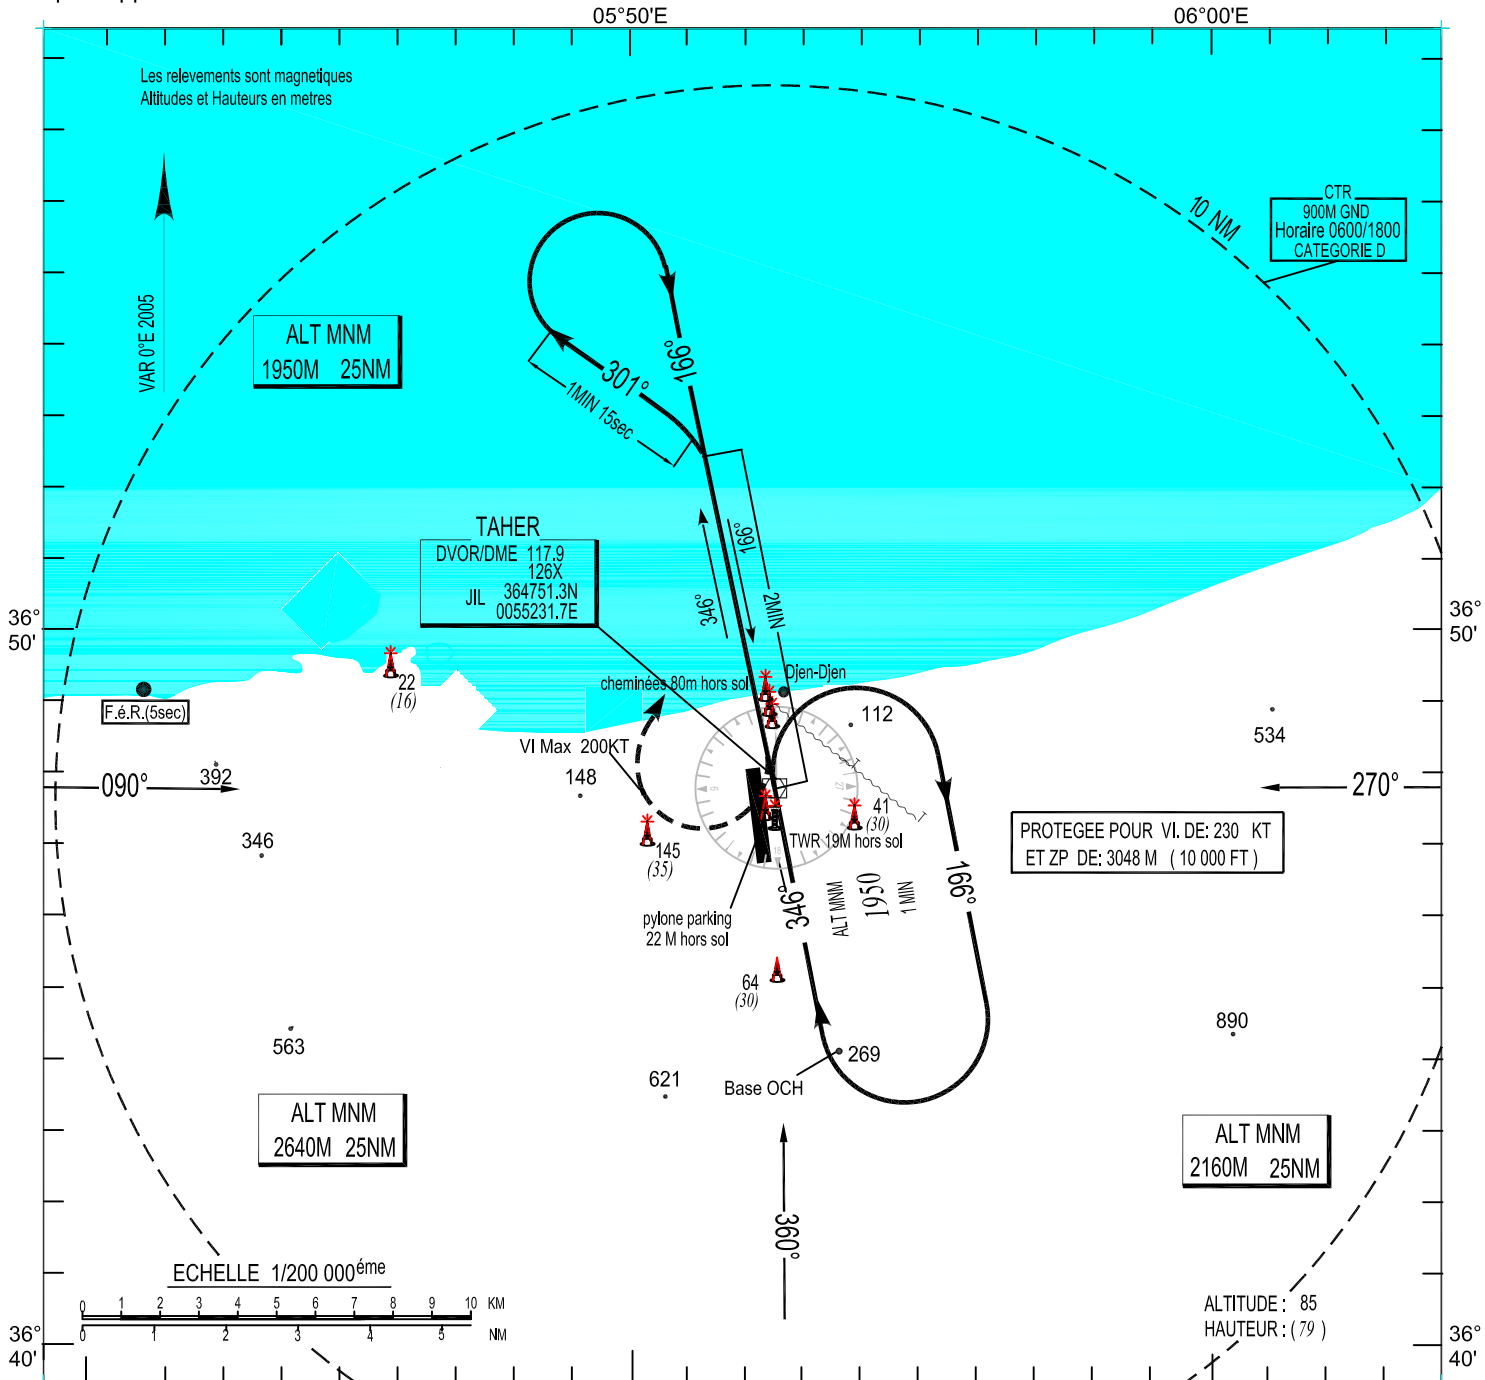 05°50'E
06°00'E
Les relevements sont magnetiques
Altitudes et Hauteurs en metres
VAR 0°E 2005
ALT MNM
1950M 25NM
10 NM
CTR
900M GND
Horaire 0600/1800
CATEGORIE D
166°
301°
1MIN 15sec
166°
346°
2MIN
TAHER
DVOR/DME 117.9
126X
JIL 364751.3N
0055231.7E
36°
50'
36°
50'
22
(16)
F.é.R.(5sec)
cheminées 80m hors sol
Djen-Djen
112
534
VI Max 200KT
392
148
090°
270°
346
145
(35)
41
(30)
TWR 19M hors sol
PROTEGEE POUR VI. DE: 230 KT
ET ZP DE: 3048 M ( 10 000 FT )
346°
ALT MNM
1950
1 MIN
166°
pylone parking
22 M hors sol
64
(30)
563
269
890
621
Base OCH
ALT MNM
2640M 25NM
ALT MNM
2160M 25NM
360°
ECHELLE 1/200 000éme
0 1 2 3 4 5 6 7 8 9 10 KM
0 1 2 3 4 5 NM
ALTITUDE : 85
HAUTEUR : (79 )
36°
40'
36°
40'